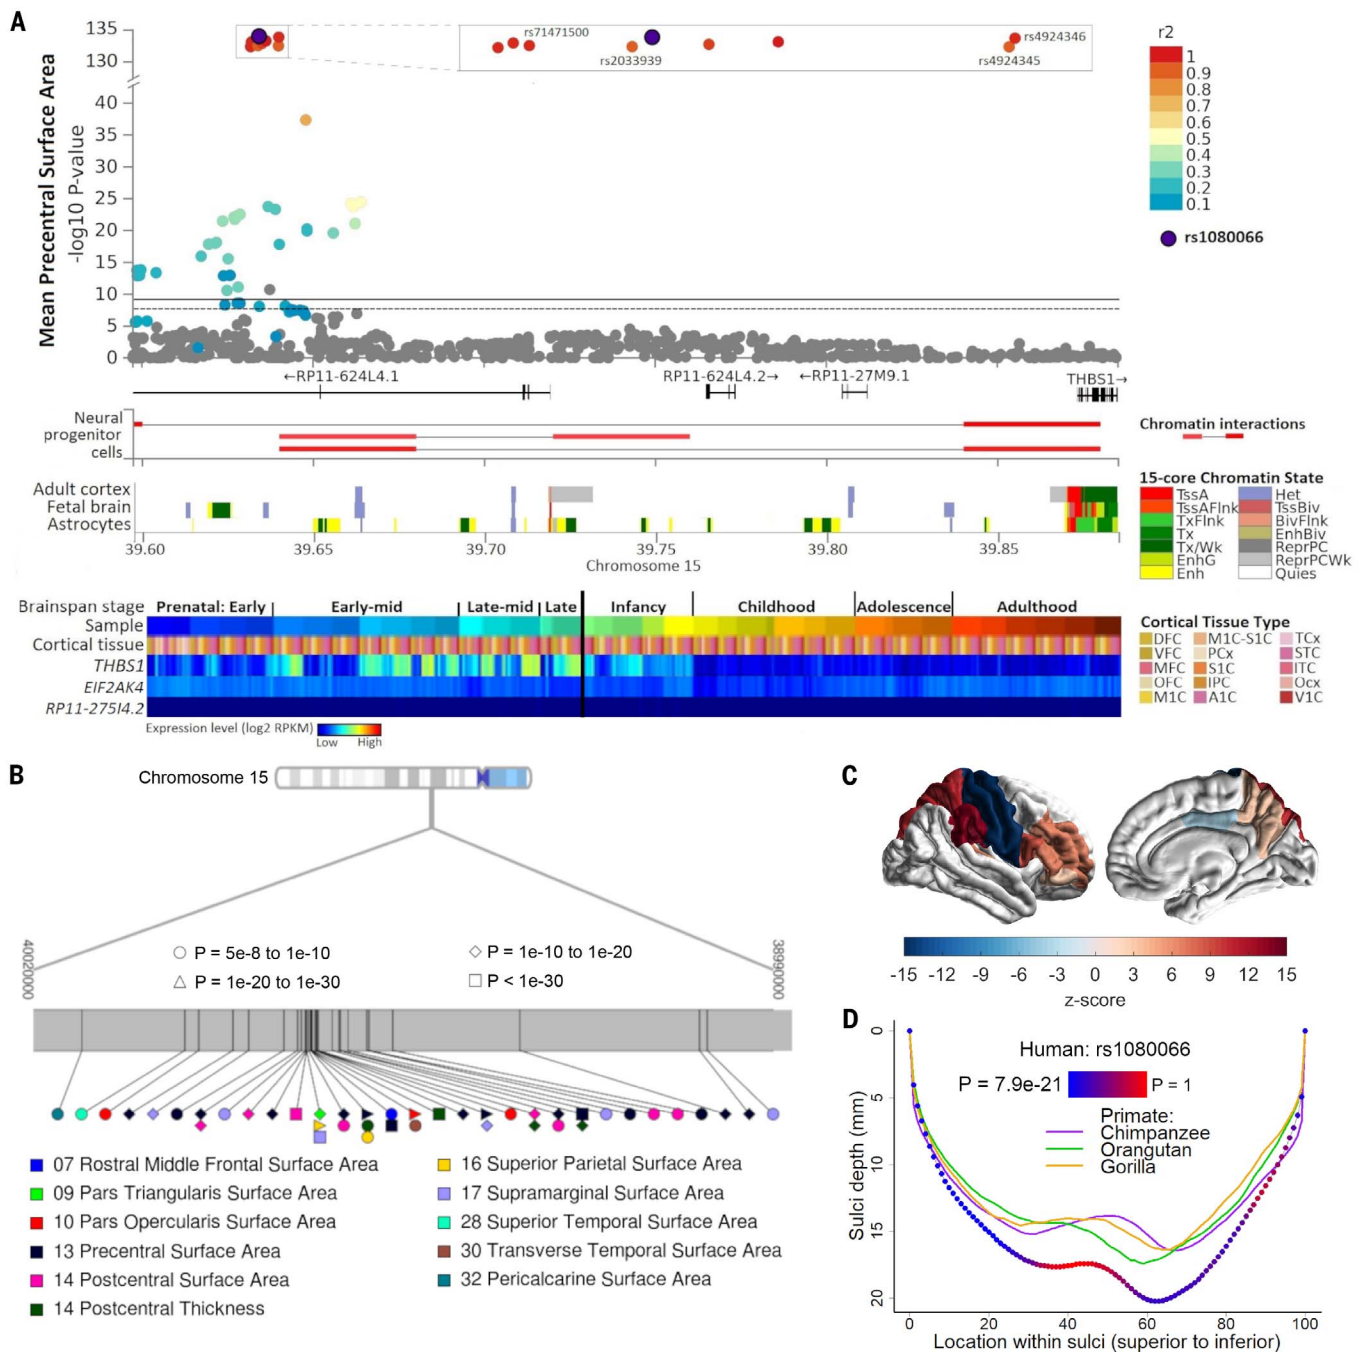 A
Mean Precentral Surface Area
-log10 P-value
135
130
40
35
30
25
20
15
10
5
0
rs71471500
rs2033939
rs4924346
rs4924345
r2
1
0.9
0.8
0.7
0.6
0.5
0.4
0.3
0.2
0.1
rs1080066
←RP11-624L4.1
RP11-624L4.2→
←RP11-27M9.1
THBS1→
Neural
progenitor
cells
Chromatin interactions
Adult cortex
Fetal brain
Astrocytes
39.60
39.65
39.70
39.75
39.80
39.85
Chromosome 15
15-core Chromatin State
TssA
Het
TssAFlnk
TssBiv
TxFlnk
BivFlnk
Tx
EnhBiv
Tx/Wk
ReprPC
EnhG
ReprPCWk
Enh
Quies
Brainspan stage
Prenatal: Early
Early-mid
Late-mid
Late
Infancy
Childhood
Adolescence
Adulthood
Sample
Cortical tissue
THBS1
EIF2AK4
RP11-275I4.2
Expression level (log2 RPKM)
Low
High
Cortical Tissue Type
DFC M1C-S1C TCx
VFC PCx STC
MFC S1C ITC
OFC IPC Ocx
M1C A1C V1C
B
Chromosome 15
40020000
38990000
P = 5e-8 to 1e-10
P = 1e-10 to 1e-20
P = 1e-20 to 1e-30
P < 1e-30
07 Rostral Middle Frontal Surface Area
09 Pars Triangularis Surface Area
10 Pars Opercularis Surface Area
13 Precentral Surface Area
14 Postcentral Surface Area
14 Postcentral Thickness
16 Superior Parietal Surface Area
17 Supramarginal Surface Area
28 Superior Temporal Surface Area
30 Transverse Temporal Surface Area
32 Pericalcarine Surface Area
C
-15 -12 -9 -6 -3 0 3 6 9 12 15
z-score
D
Human: rs1080066
P = 7.9e-21
P = 1
Primate:
Chimpanzee
Orangutan
Gorilla
Sulci depth (mm)
0
5
10
15
20
0 20 40 60 80 100
Location within sulci (superior to inferior)